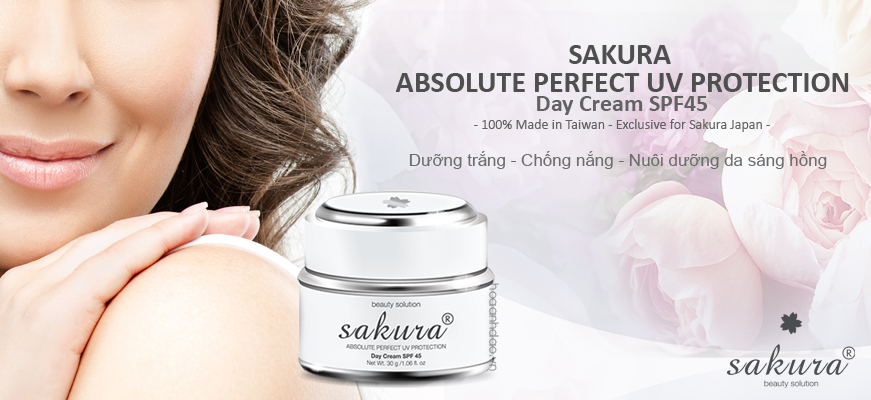 SAKURA
ABSOLUTE PERFECT UV PROTECTION
Day Cream SPF45
- 100% Made in Taiwan - Exclusive for Sakura Japan -
Dưỡng trắng - Chống nắng - Nuôi dưỡng da sáng hồng
beauty solution
sakura®
ABSOLUTE PERFECT UV PROTECTION
Day Cream SPF 45
Net Wt. 30 g / 1.06 fl. oz
sakura®
beauty solution